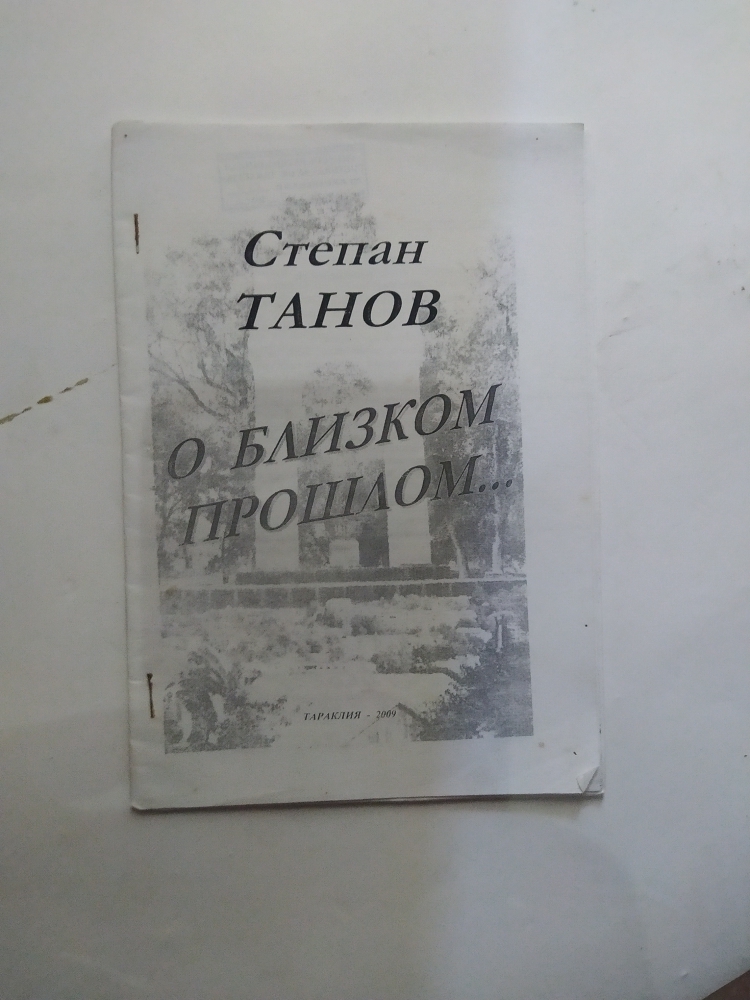 Степан
ТАНОВ
О БЛИЗКОМ
ПРОШЛОМ...
ТАРАКЛИЯ - 2009